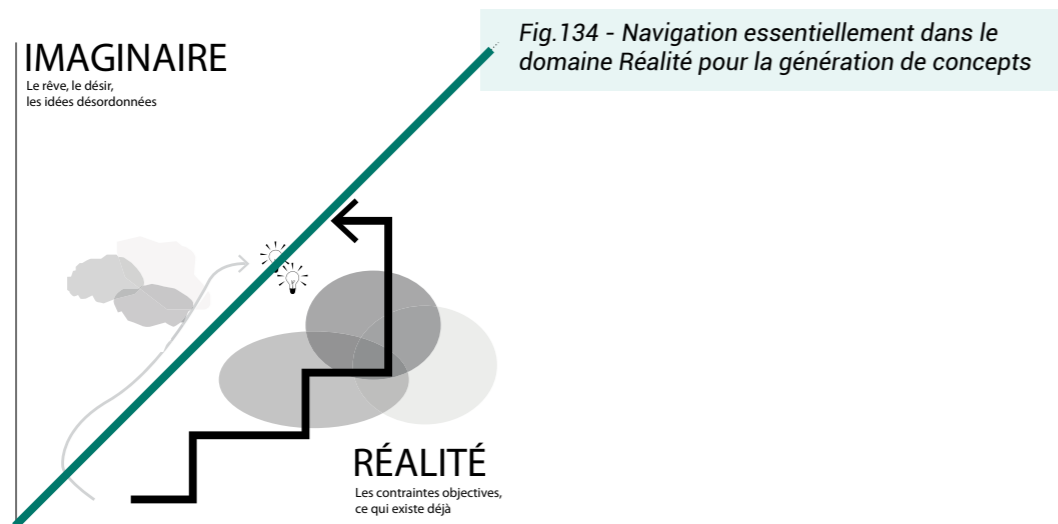 IMAGINAIRE
Le rêve, le désir,
les idées désordonnées
Fig.134 - Navigation essentiellement dans le
domaine Réalité pour la génération de concepts
RÉALITÉ
Les contraintes objectives,
ce qui existe déjà